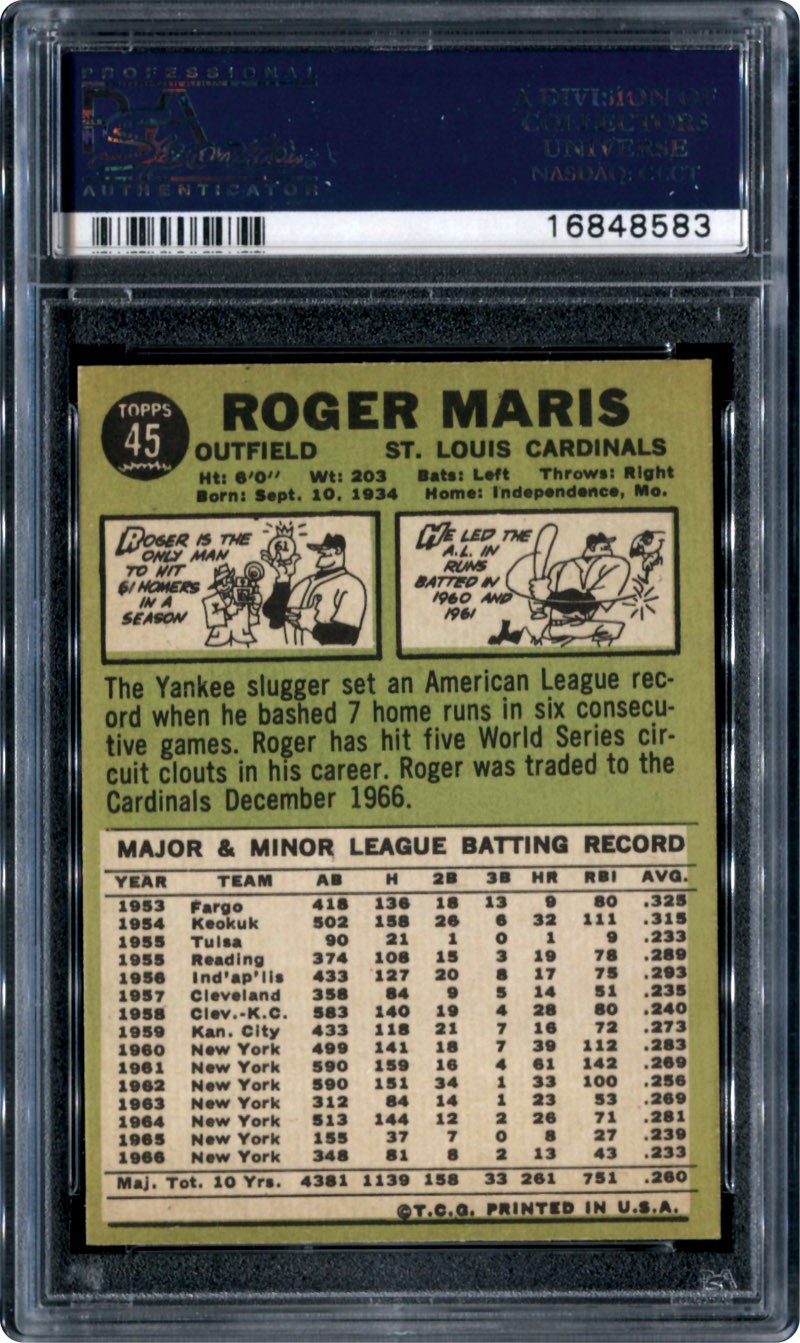 PROFESSIONAL
PSA
AUTHENTICATOR
A DIVISION OF
COLLECTORS
UNIVERSE
NASDAQ: CLCT
16848583
TOPPS
45
ROGER MARIS
OUTFIELD ST. LOUIS CARDINALS
Ht: 6'0" Wt: 203 Bats: Left Throws: Right
Born: Sept. 10, 1934 Home: Independence, Mo.
ROGER IS THE
ONLY MAN
TO HIT
61 HOMERS
IN A
SEASON
61
HE LED THE
A.L. IN
RUNS
BATTED IN
1960 AND
1961
The Yankee slugger set an American League rec-
ord when he bashed 7 home runs in six consecu-
tive games. Roger has hit five World Series cir-
cuit clouts in his career. Roger was traded to the
Cardinals December 1966.
MAJOR & MINOR LEAGUE BATTING RECORD
YEAR TEAM AB H 2B 3B HR RBI AVG.
1953 Fargo 418 136 18 13 9 80 .325
1954 Keokuk 502 158 26 6 32 111 .315
1955 Tulsa 90 21 1 0 1 9 .233
1955 Reading 374 108 15 3 19 78 .289
1956 Ind'ap'lis 433 127 20 8 17 75 .293
1957 Cleveland 358 84 9 5 14 51 .235
1958 Clev.-K.C. 583 140 19 4 28 80 .240
1959 Kan. City 433 118 21 7 16 72 .273
1960 New York 499 141 18 7 39 112 .283
1961 New York 590 159 16 4 61 142 .269
1962 New York 590 151 34 1 33 100 .256
1963 New York 312 84 14 1 23 53 .269
1964 New York 513 144 12 2 26 71 .281
1965 New York 155 37 7 0 8 27 .239
1966 New York 348 81 8 2 13 43 .233
Maj. Tot. 10 Yrs. 4381 1139 158 33 261 751 .260
©T.C.G. PRINTED IN U.S.A.
PSA